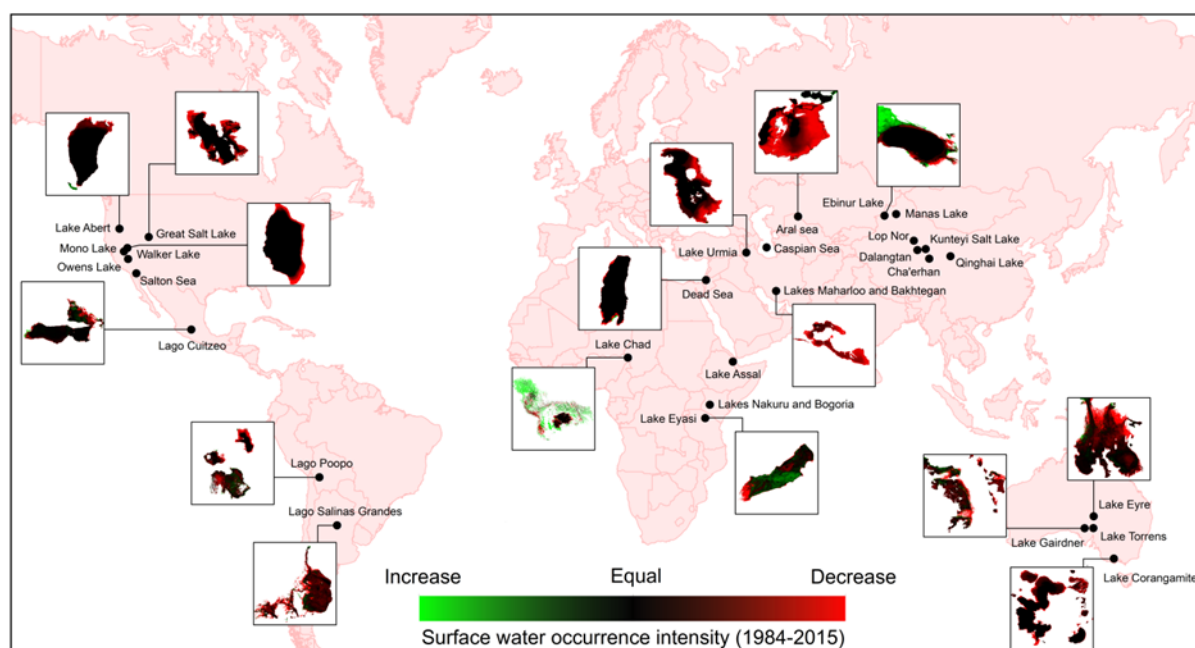 Lake Abert
Great Salt Lake
Mono Lake
Walker Lake
Owens Lake
Salton Sea
Lago Cuitzeo
Lago Poopo
Lago Salinas Grandes
Ebinur Lake
Manas Lake
Aral sea
Lop Nor
Kunteyi Salt Lake
Lake Urmia
Caspian Sea
Dalangtan
Qinghai Lake
Cha'erhan
Dead Sea
Lakes Maharloo and Bakhtegan
Lake Chad
Lake Assal
Lakes Nakuru and Bogoria
Lake Eyasi
Lake Eyre
Lake Gairdner
Lake Torrens
Lake Corangamite
Increase
Equal
Decrease
Surface water occurrence intensity (1984-2015)